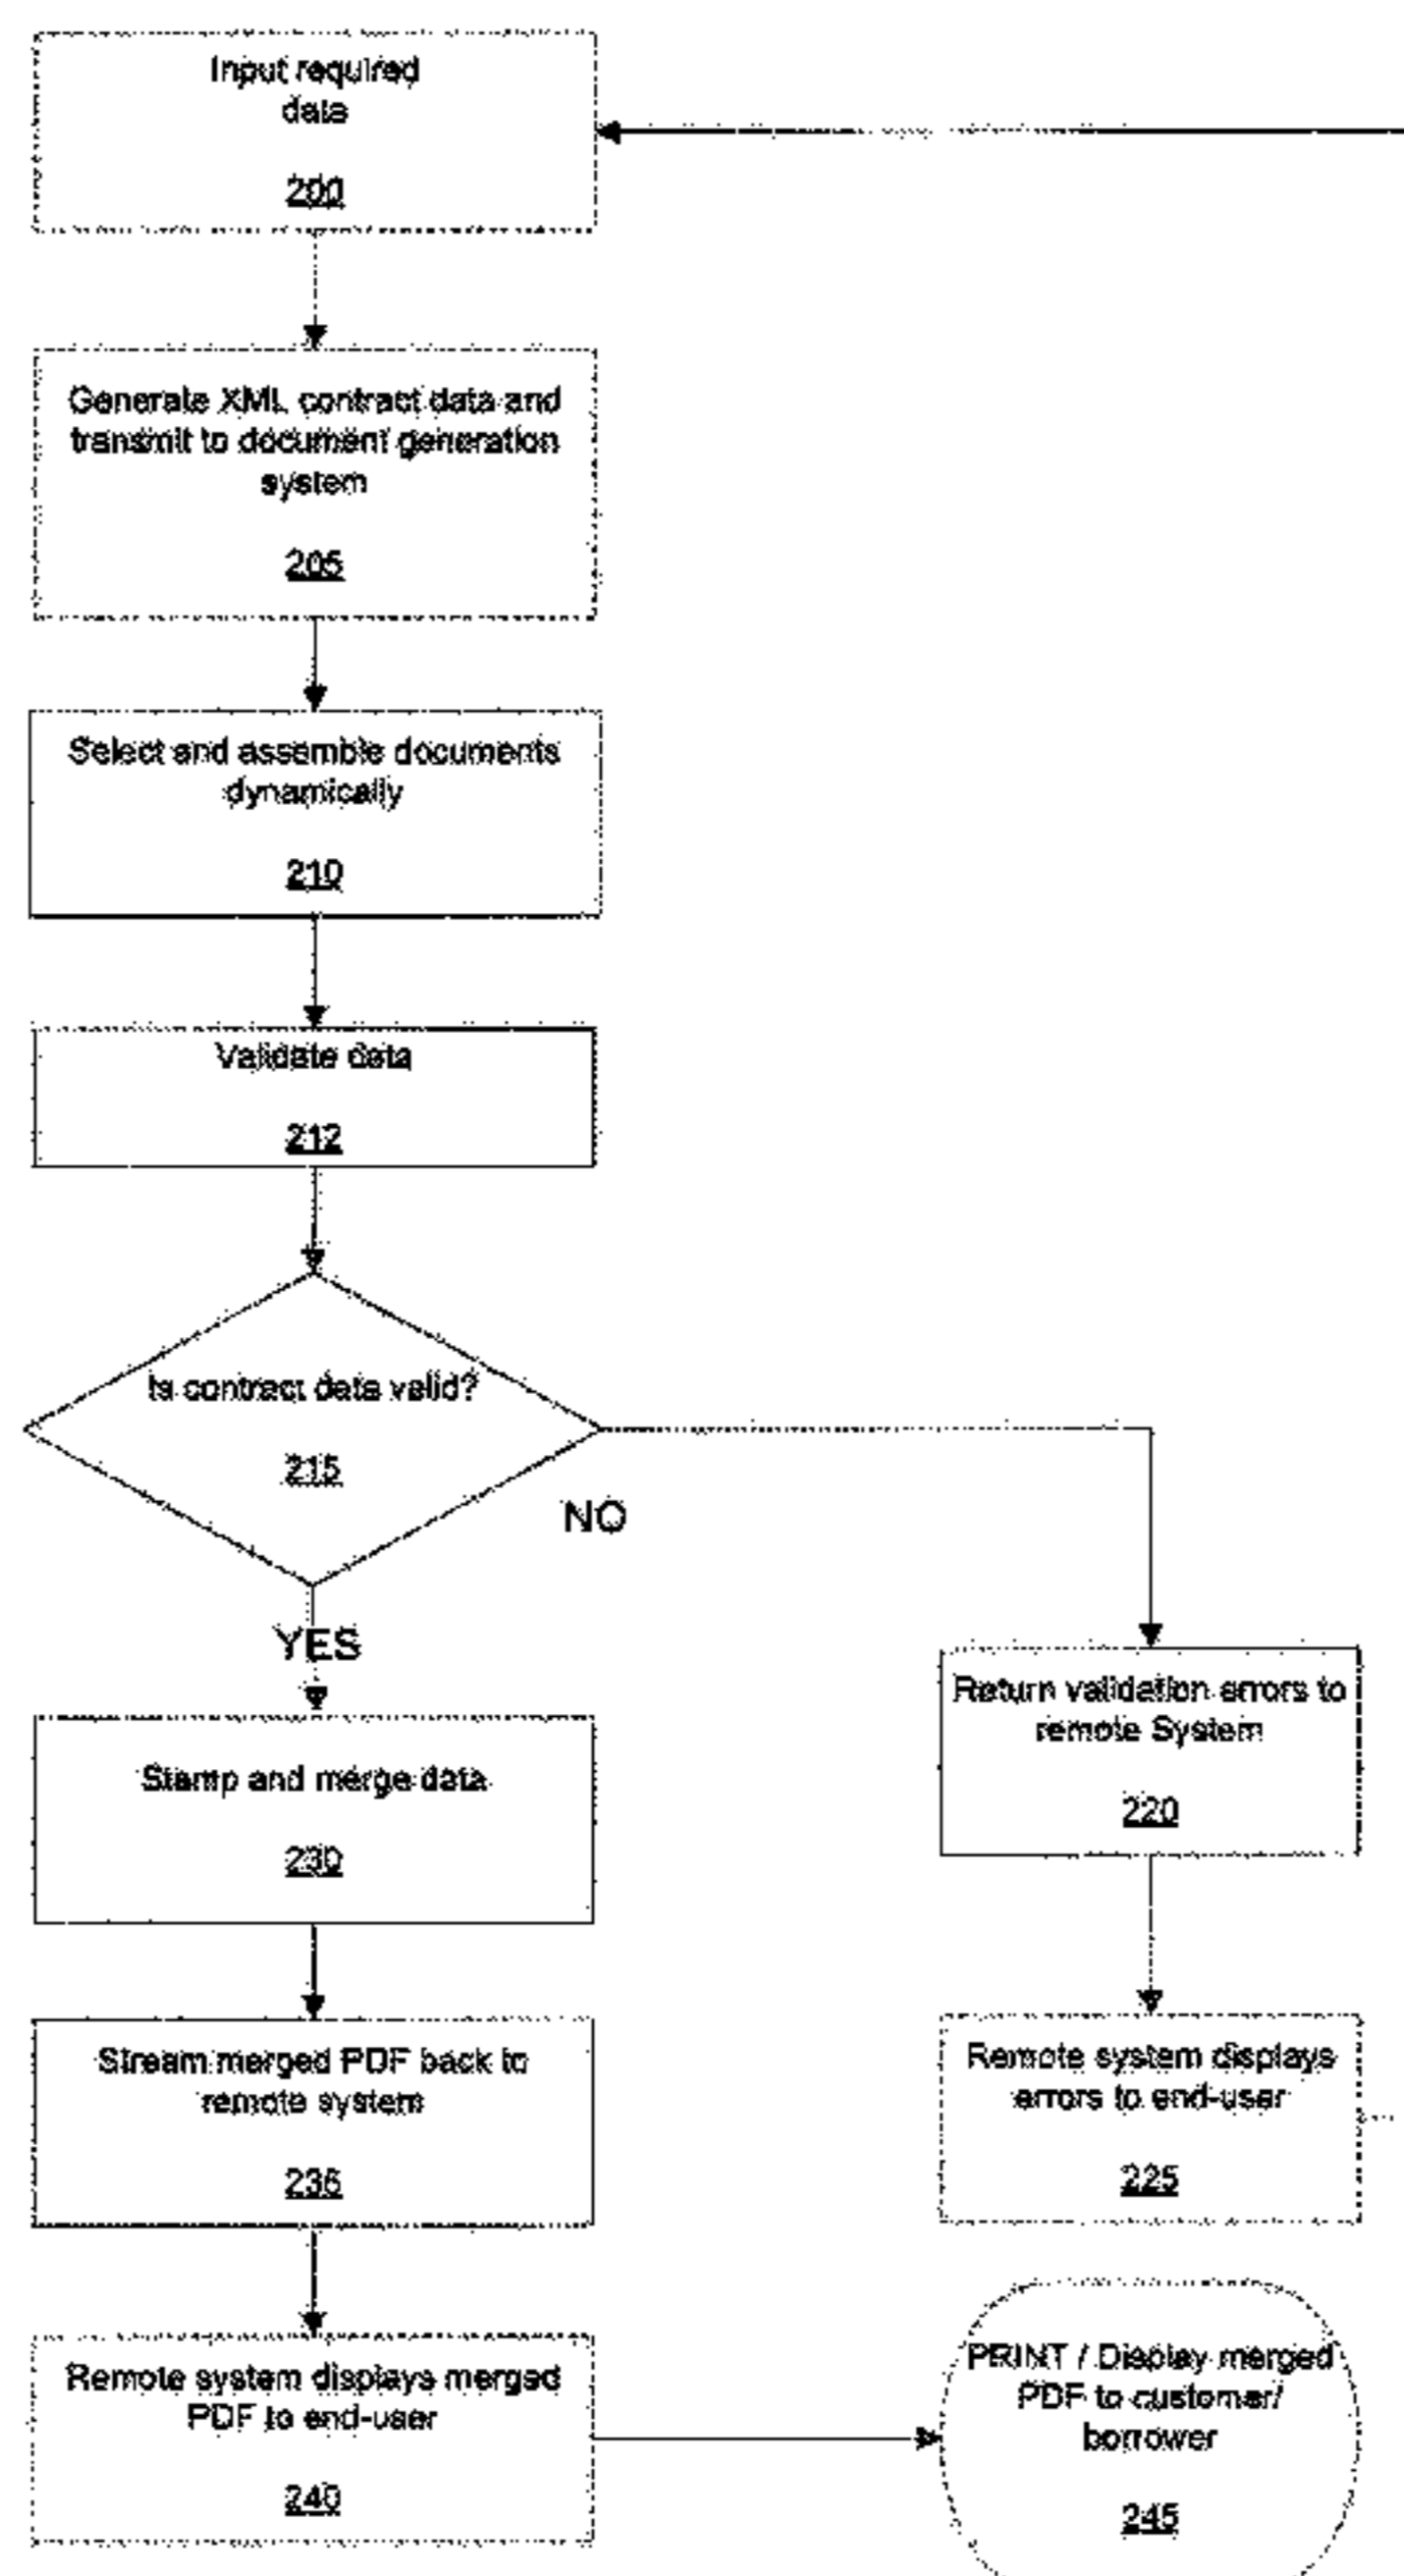 Input required
data
200
Generate XML contract data and
transmit to document generation
system
205
Select and assemble documents
dynamically
210
Validate data
212
Is contract data valid?
215
NO
YES
Return validation errors to
remote System
220
Stamp and merge data
230
Stream merged PDF back to
remote system
235
Remote system displays
errors to end-user
225
Remote system displays merged
PDF to end-user
240
PRINT / Display merged
PDF to customer/
borrower
245